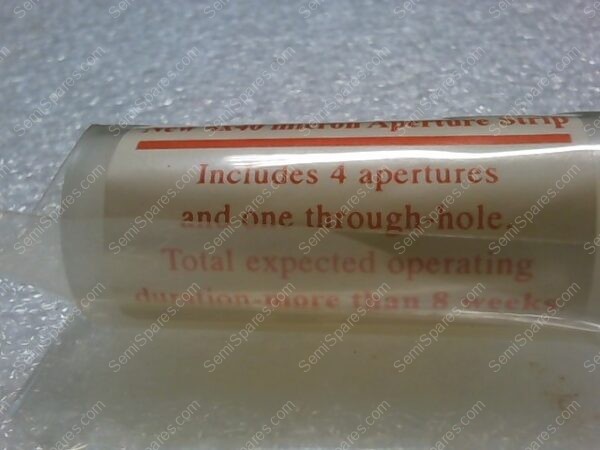 New 4x40 micron Aperture Strip
Includes 4 apertures
and one through-hole.
Total expected operating
duration-more than 8 weeks.
SemiSpares.com